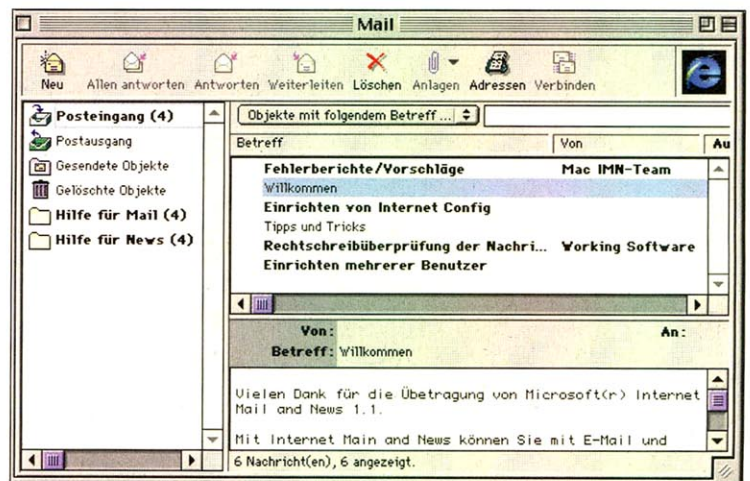 Mail
Neu Allen antworten Antworten Weiterleiten Löschen Anlagen Adressen Verbinden
Posteingang (4)
Postausgang
Gesendete Objekte
Gelöschte Objekte
Hilfe für Mail (4)
Hilfe für News (4)
Objekte mit folgendem Betreff ...
Betreff Von Au
Fehlerberichte/Vorschläge Mac IMN-Team
Willkommen
Einrichten von Internet Config
Tipps und Tricks
Rechtschreibüberprüfung der Nachri... Working Software
Einrichten mehrerer Benutzer
Von: An:
Betreff: Willkommen
Vielen Dank für die Übetragung von Microsoft(r) Internet
Mail and News 1.1.
Mit Internet Main and News können Sie mit E-Mail und
6 Nachricht(en), 6 angezeigt.